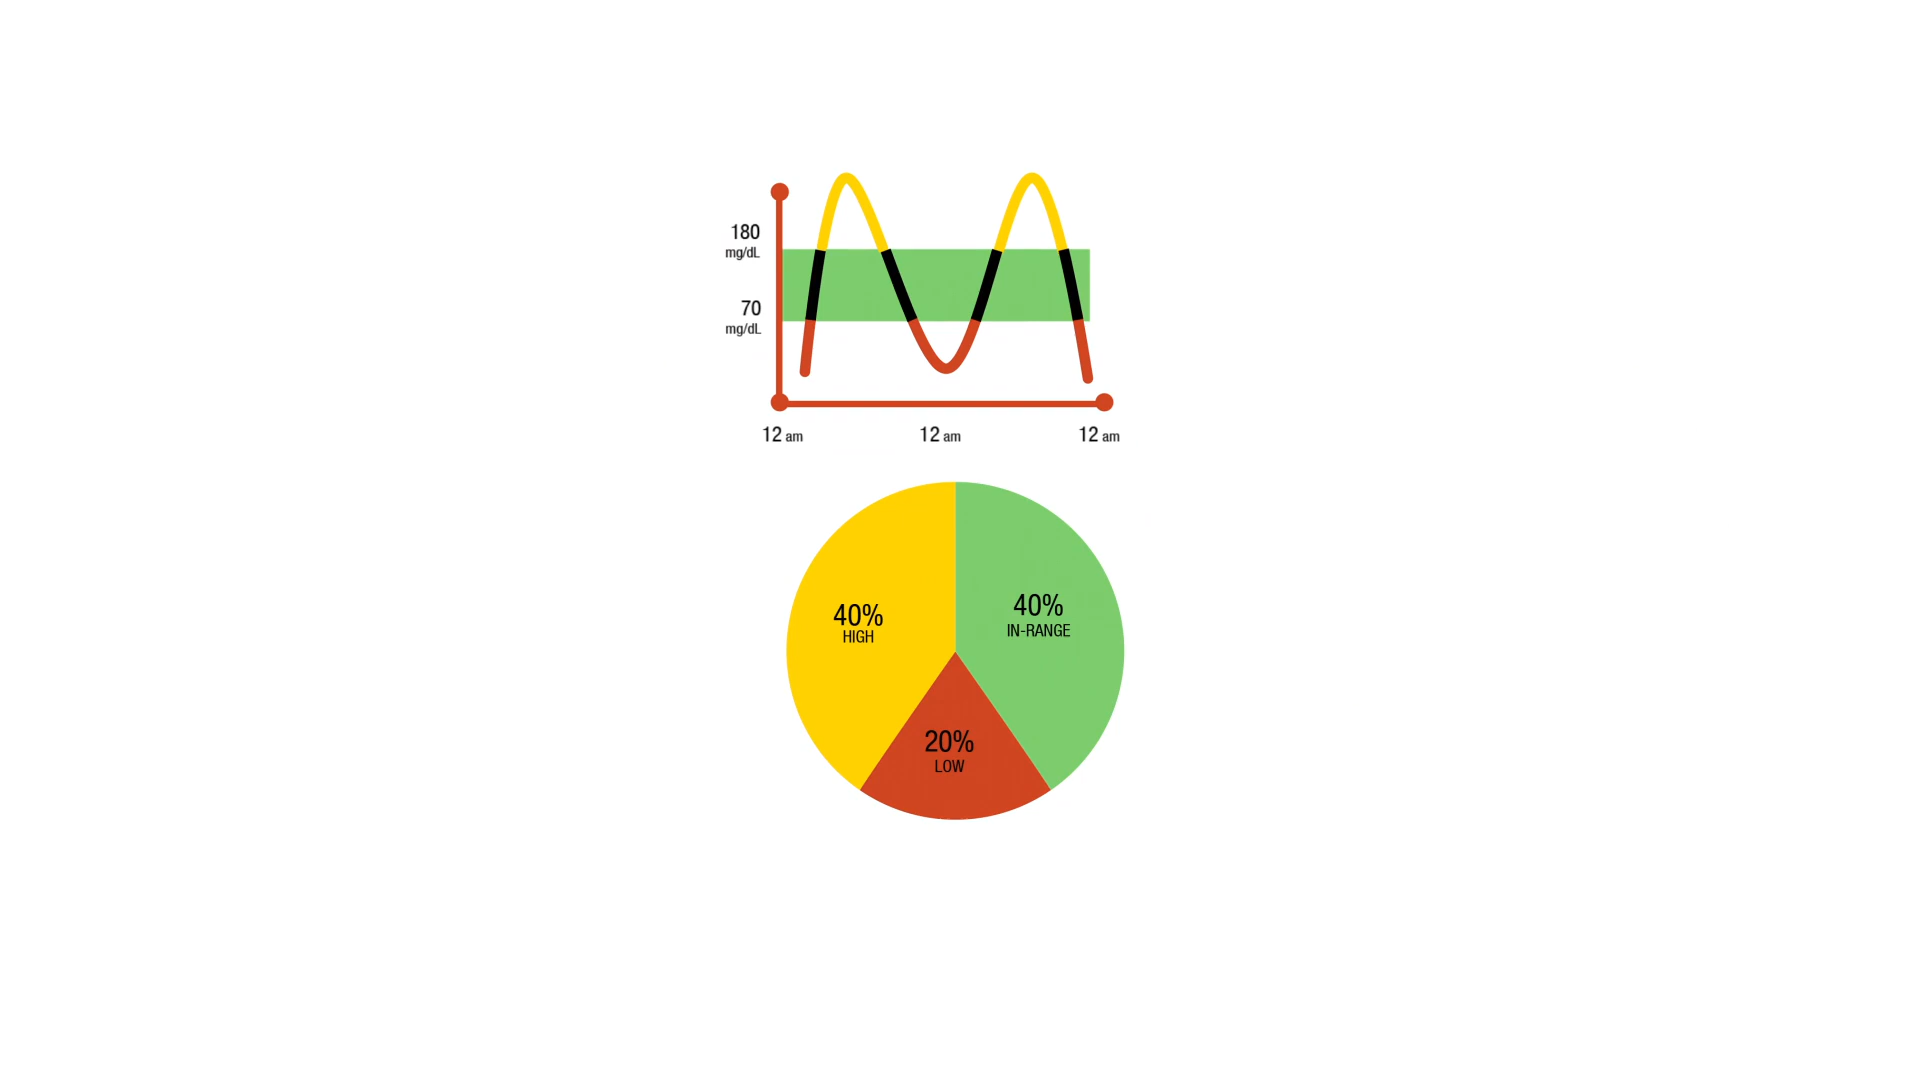 180
mg/dL
70
mg/dL
12 am 12 am 12 am
40%
HIGH
40%
IN-RANGE
20%
LOW